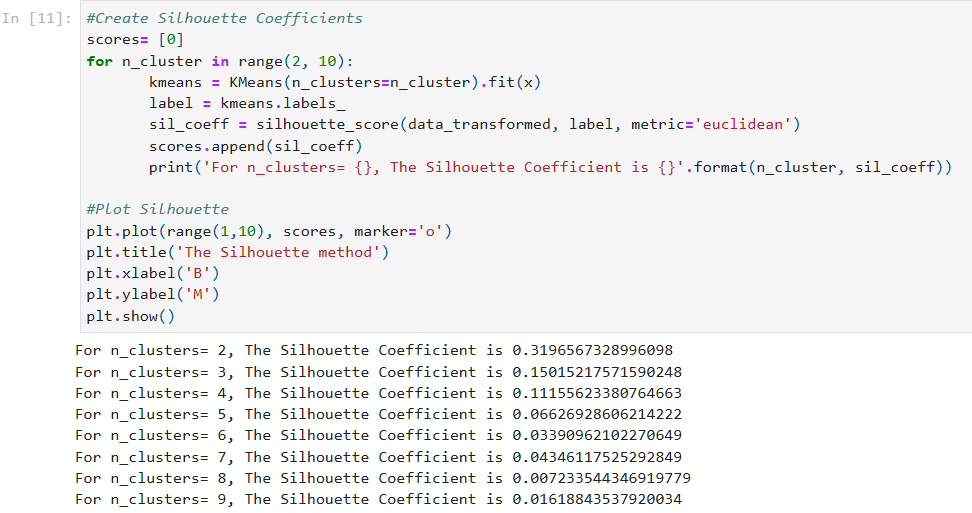 In [11]: #Create Silhouette Coefficients
scores= [0]
for n_cluster in range(2, 10):
kmeans = KMeans(n_clusters=n_cluster).fit(x)
label = kmeans.labels_
sil_coeff = silhouette_score(data_transformed, label, metric='euclidean')
scores.append(sil_coeff)
print('For n_clusters= {}, The Silhouette Coefficient is {}'.format(n_cluster, sil_coeff))
#Plot Silhouette
plt.plot(range(1,10), scores, marker='o')
plt.title('The Silhouette method')
plt.xlabel('B')
plt.ylabel('M')
plt.show()
For n_clusters= 2, The Silhouette Coefficient is 0.3196567328996098
For n_clusters= 3, The Silhouette Coefficient is 0.15015217571590248
For n_clusters= 4, The Silhouette Coefficient is 0.11155623380764663
For n_clusters= 5, The Silhouette Coefficient is 0.06626928606214222
For n_clusters= 6, The Silhouette Coefficient is 0.03390962102270649
For n_clusters= 7, The Silhouette Coefficient is 0.04346117525292849
For n_clusters= 8, The Silhouette Coefficient is 0.007233544346919779
For n_clusters= 9, The Silhouette Coefficient is 0.01618843537920034